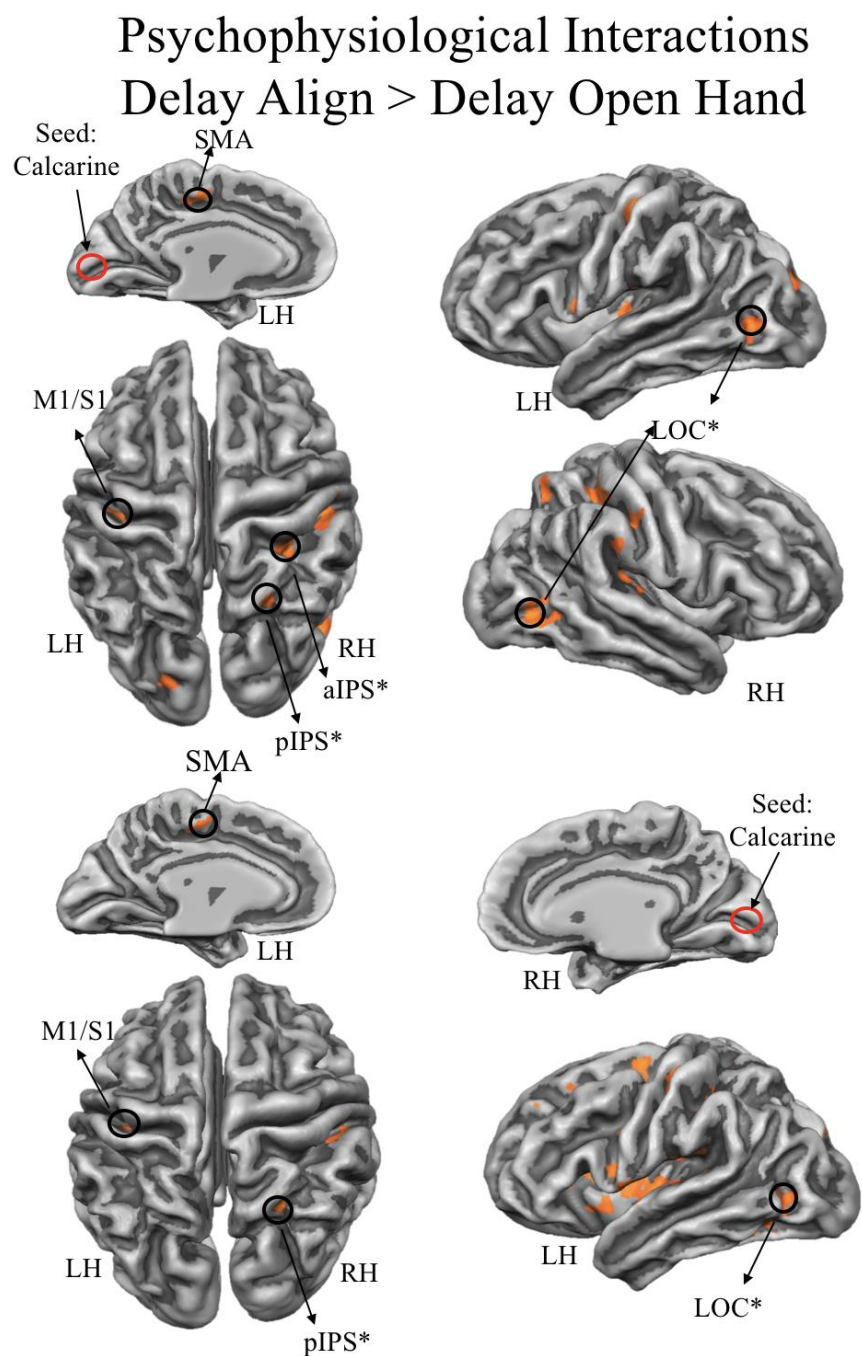 Psychophysiological Interactions
Delay Align > Delay Open Hand
Seed:
Calcarine
SMA
LH
LH
M1/S1
LOC*
LH
RH
aIPS*
pIPS*
RH
SMA
LH
Seed:
Calcarine
RH
M1/S1
LH
RH
pIPS*
LH
LOC*